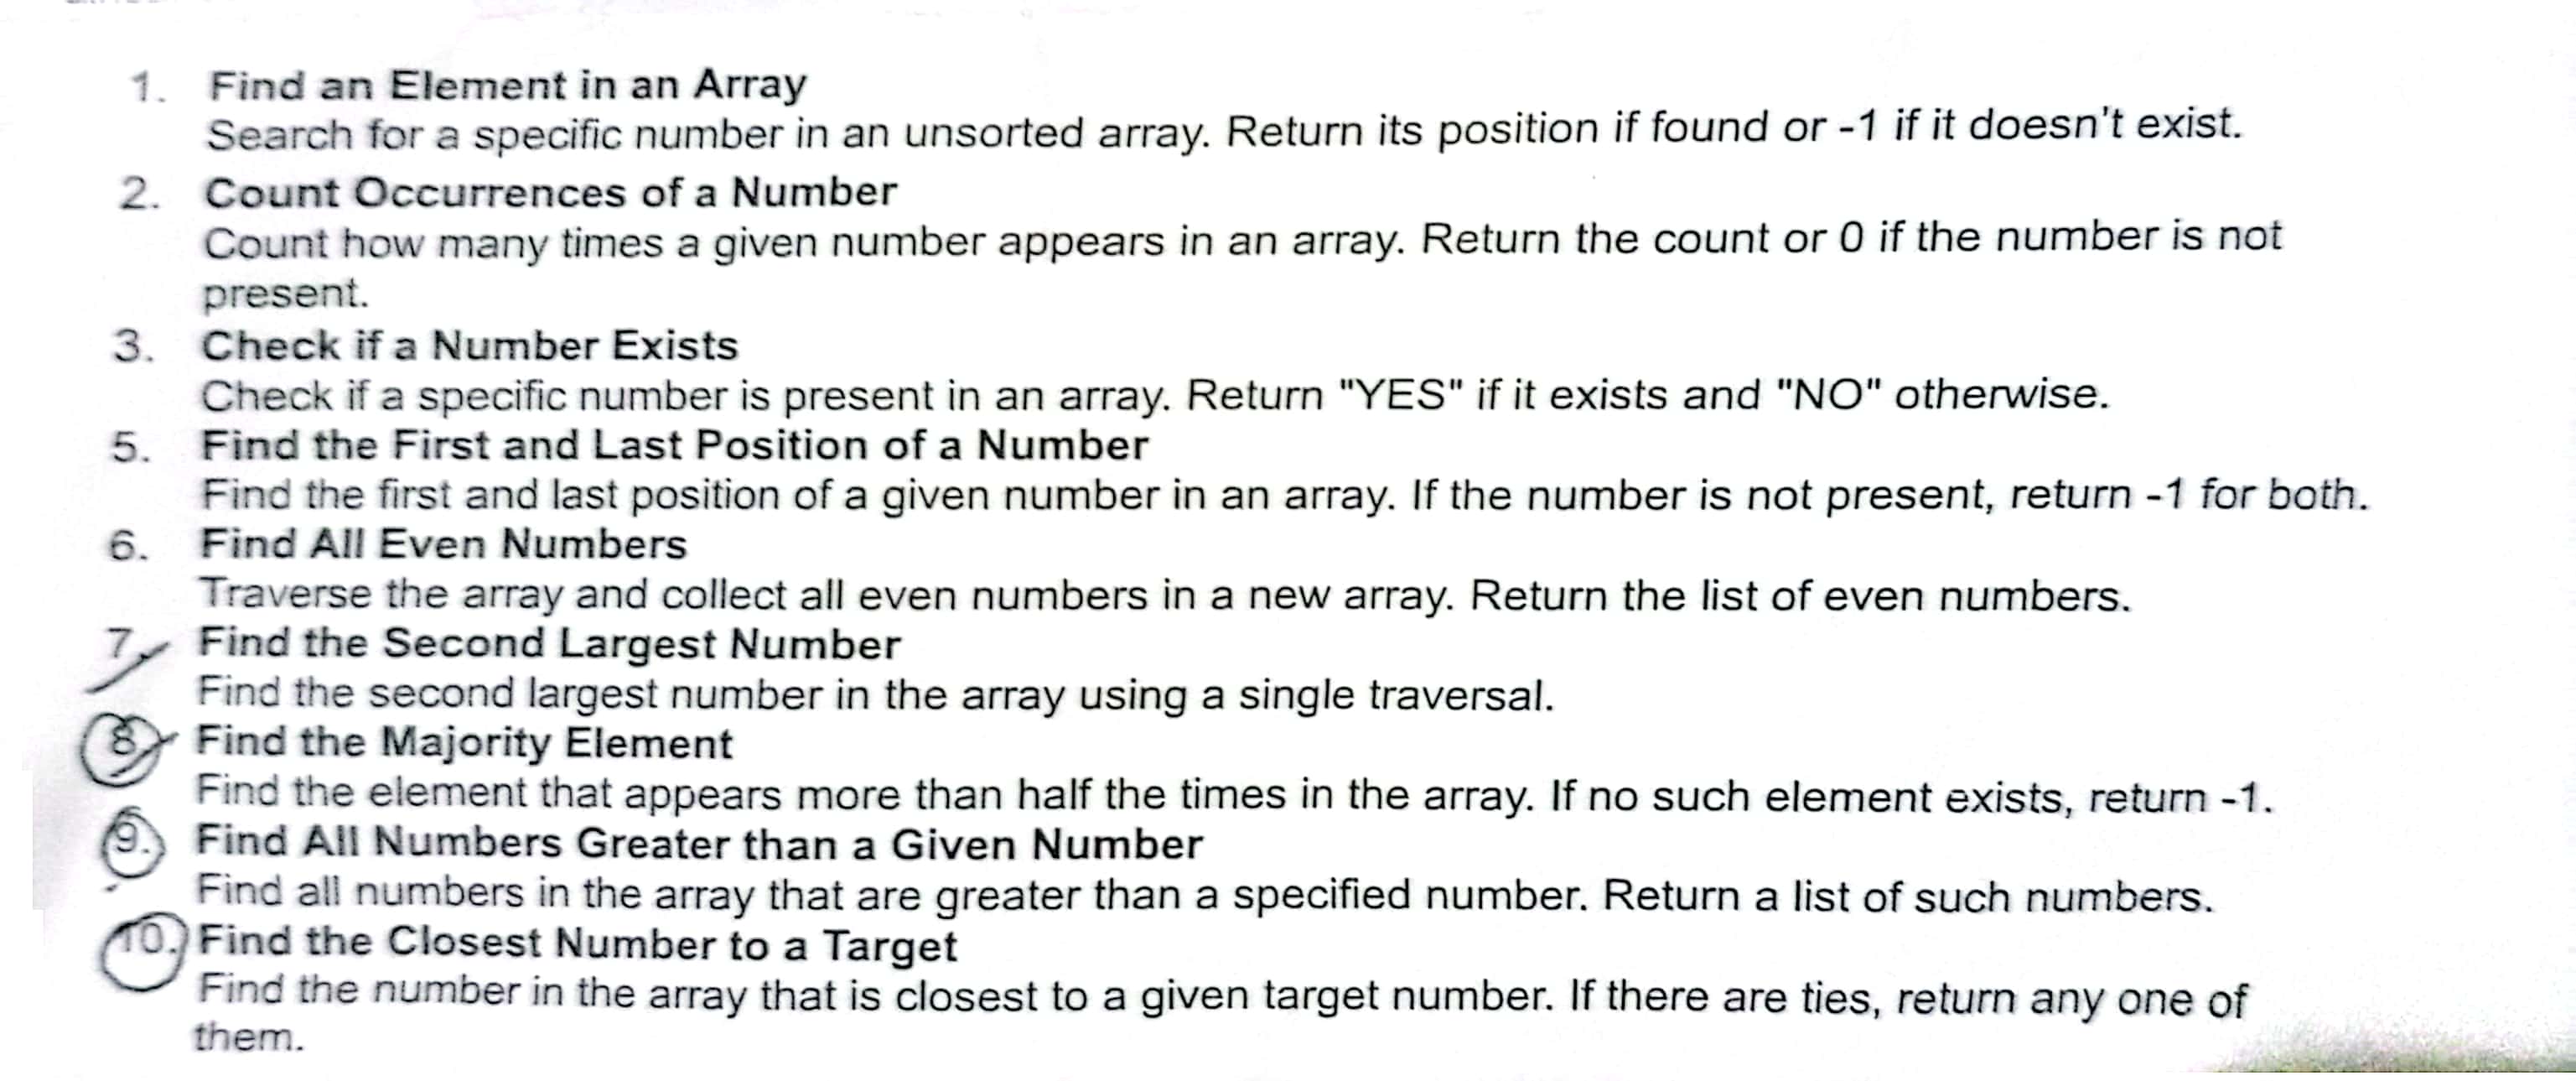 1. Find an Element in an Array
Search for a specific number in an unsorted array. Return its position if found or -1 if it doesn't exist.
2. Count Occurrences of a Number
Count how many times a given number appears in an array. Return the count or 0 if the number is not
present.
3. Check if a Number Exists
Check if a specific number is present in an array. Return "YES" if it exists and "NO" otherwise.
5. Find the First and Last Position of a Number
Find the first and last position of a given number in an array. If the number is not present, return -1 for both.
6. Find All Even Numbers
Traverse the array and collect all even numbers in a new array. Return the list of even numbers.
7. Find the Second Largest Number
Find the second largest number in the array using a single traversal.
8. Find the Majority Element
Find the element that appears more than half the times in the array. If no such element exists, return -1.
9. Find All Numbers Greater than a Given Number
Find all numbers in the array that are greater than a specified number. Return a list of such numbers.
10. Find the Closest Number to a Target
Find the number in the array that is closest to a given target number. If there are ties, return any one of
them.